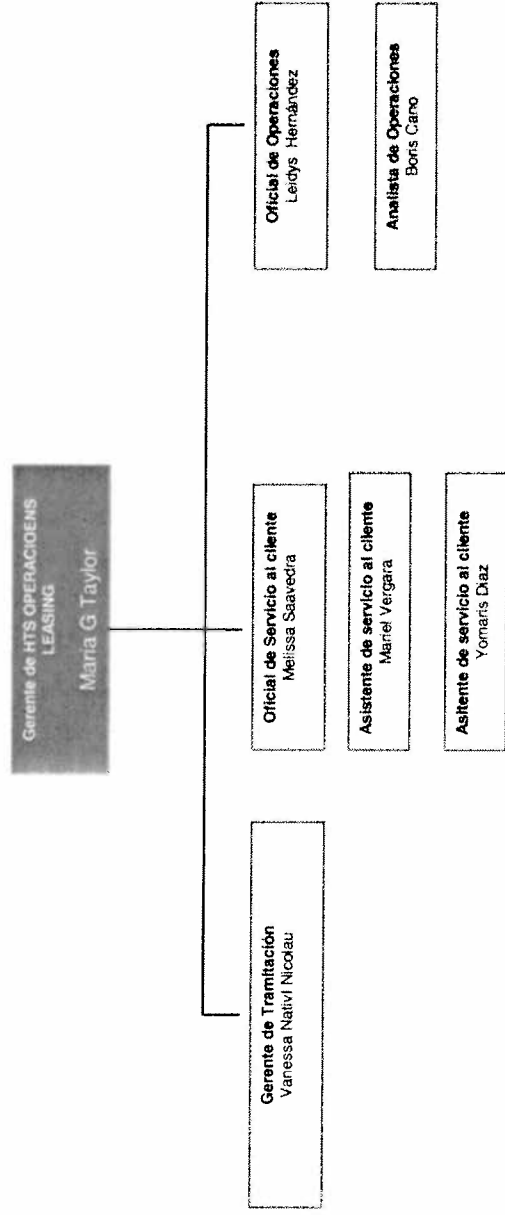 Gerente de HTS OPERACIOENS
LEASING
Maria G Taylor
Gerente de Tramitación
Vanessa Nativí Nicolau
Oficial de Servicio al cliente
Melissa Saavedra
Asistente de servicio al cliente
Mariel Vergara
Asitente de servicio al cliente
Yomaris Diaz
Oficial de Operaciones
Leidys Hernández
Analista de Operaciones
Boris Cano